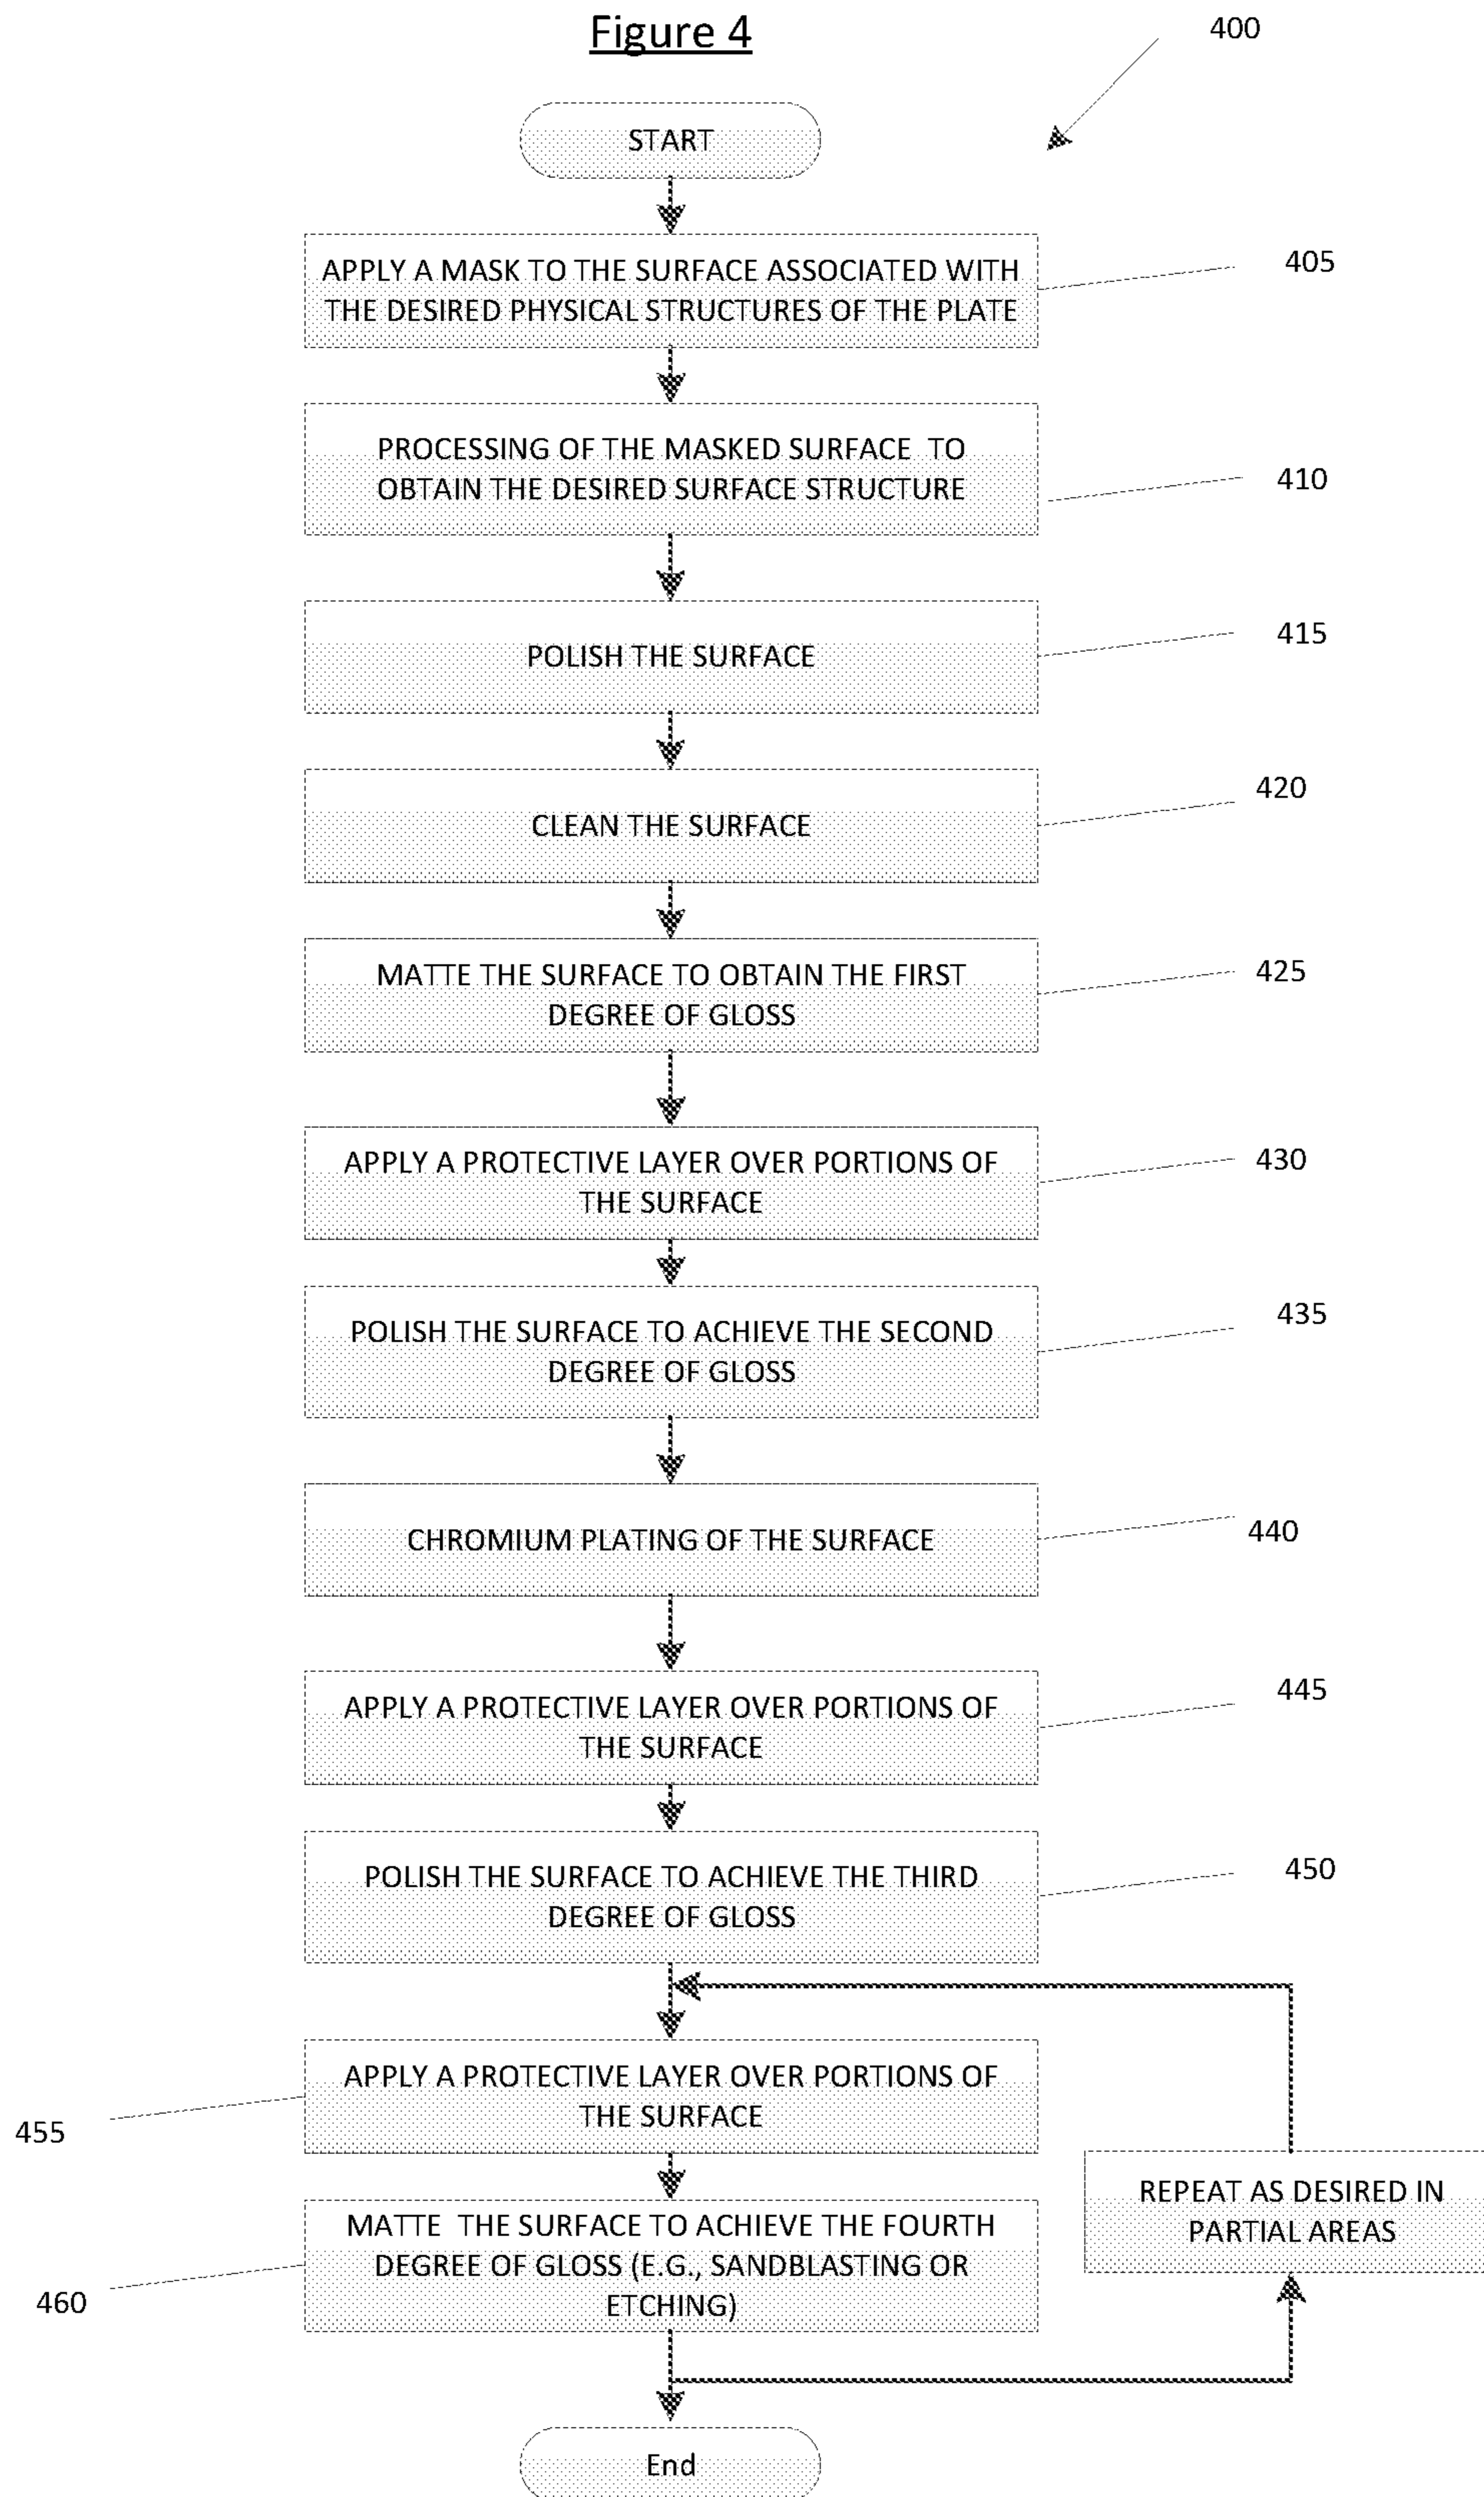 Figure 4
400
START
APPLY A MASK TO THE SURFACE ASSOCIATED WITH
THE DESIRED PHYSICAL STRUCTURES OF THE PLATE
405
PROCESSING OF THE MASKED SURFACE TO
OBTAIN THE DESIRED SURFACE STRUCTURE
410
POLISH THE SURFACE
415
CLEAN THE SURFACE
420
MATTE THE SURFACE TO OBTAIN THE FIRST
DEGREE OF GLOSS
425
APPLY A PROTECTIVE LAYER OVER PORTIONS OF
THE SURFACE
430
POLISH THE SURFACE TO ACHIEVE THE SECOND
DEGREE OF GLOSS
435
CHROMIUM PLATING OF THE SURFACE
440
APPLY A PROTECTIVE LAYER OVER PORTIONS OF
THE SURFACE
445
POLISH THE SURFACE TO ACHIEVE THE THIRD
DEGREE OF GLOSS
450
APPLY A PROTECTIVE LAYER OVER PORTIONS OF
THE SURFACE
455
MATTE THE SURFACE TO ACHIEVE THE FOURTH
DEGREE OF GLOSS (E.G., SANDBLASTING OR
ETCHING)
460
REPEAT AS DESIRED IN
PARTIAL AREAS
End